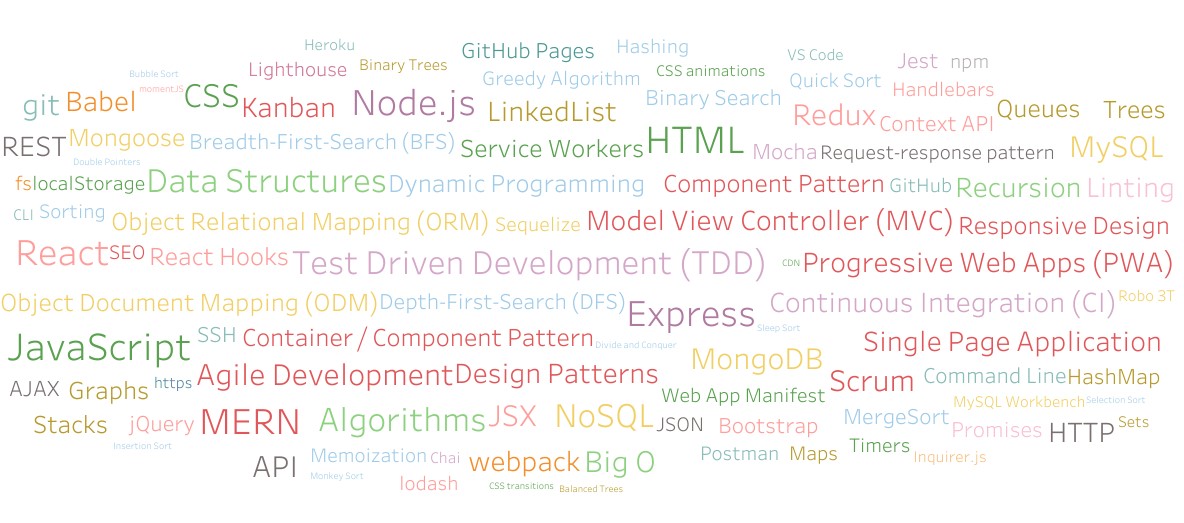 Heroku GitHub Pages Hashing VS Code
Bubble Sort Lighthouse Binary Trees Greedy Algorithm CSS animations Quick Sort Jest npm
momentJS Handlebars
git Babel CSS Kanban Node.js LinkedList Binary Search Redux Context API Queues Trees
REST Mongoose Breadth-First-Search (BFS) Service Workers HTML Mocha Request-response pattern MySQL
Double Pointers
fs localStorage Data Structures Dynamic Programming Component Pattern GitHub Recursion Linting
CLI Sorting Object Relational Mapping (ORM) Sequelize Model View Controller (MVC) Responsive Design
React SEO React Hooks Test Driven Development (TDD) CDN Progressive Web Apps (PWA)
Object Document Mapping (ODM) Depth-First-Search (DFS) Express Continuous Integration (CI) Robo 3T
Sleep Sort
JavaScript SSH Container / Component Pattern Divide and Conquer MongoDB Single Page Application
AJAX Graphs https Agile Development Design Patterns Web App Manifest Scrum Command Line HashMap
MySQL Workbench Selection Sort
Stacks jQuery MERN Algorithms JSX NoSQL JSON Bootstrap MergeSort Promises HTTP Sets
Insertion Sort Postman Maps Timers Inquirer.js
API Memoization Chai webpack Big O
Monkey Sort lodash CSS transitions Balanced Trees